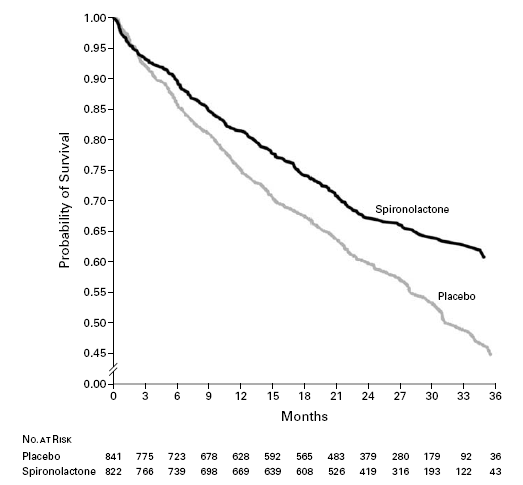 1.00
0.95
0.90
0.85
0.80
0.75
0.70
0.65
0.60
0.55
0.50
0.45
0.00
Probability of Survival
Spironolactone
Placebo
0 3 6 9 12 15 18 21 24 27 30 33 36
Months
NO. AT RISK
Placebo 841 775 723 678 628 592 565 483 379 280 179 92 36
Spironolactone 822 766 739 698 669 639 608 526 419 316 193 122 43